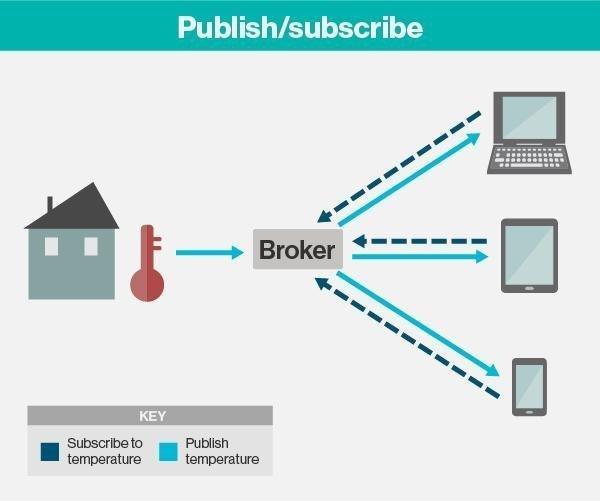 Publish/subscribe
Broker
KEY
Subscribe to
temperature
Publish
temperature